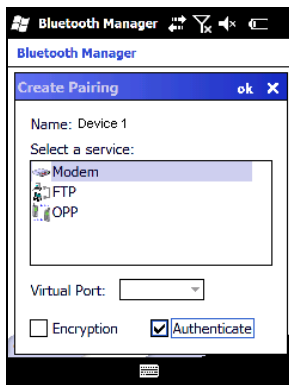 Bluetooth Manager
Bluetooth Manager
Create Pairing ok
Name: Device 1
Select a service:
Modem
FTP
OPP
Virtual Port:
Encryption Authenticate